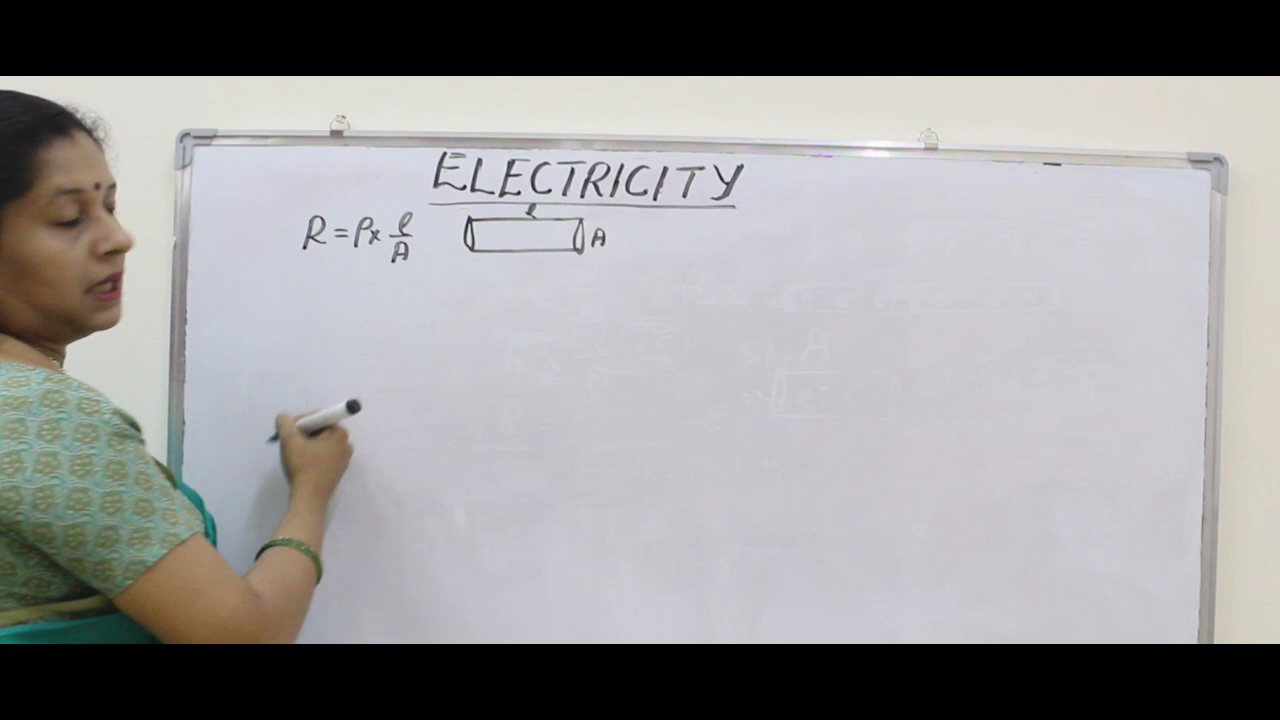 ELECTRICITY
R = ρ x l/A
l
A